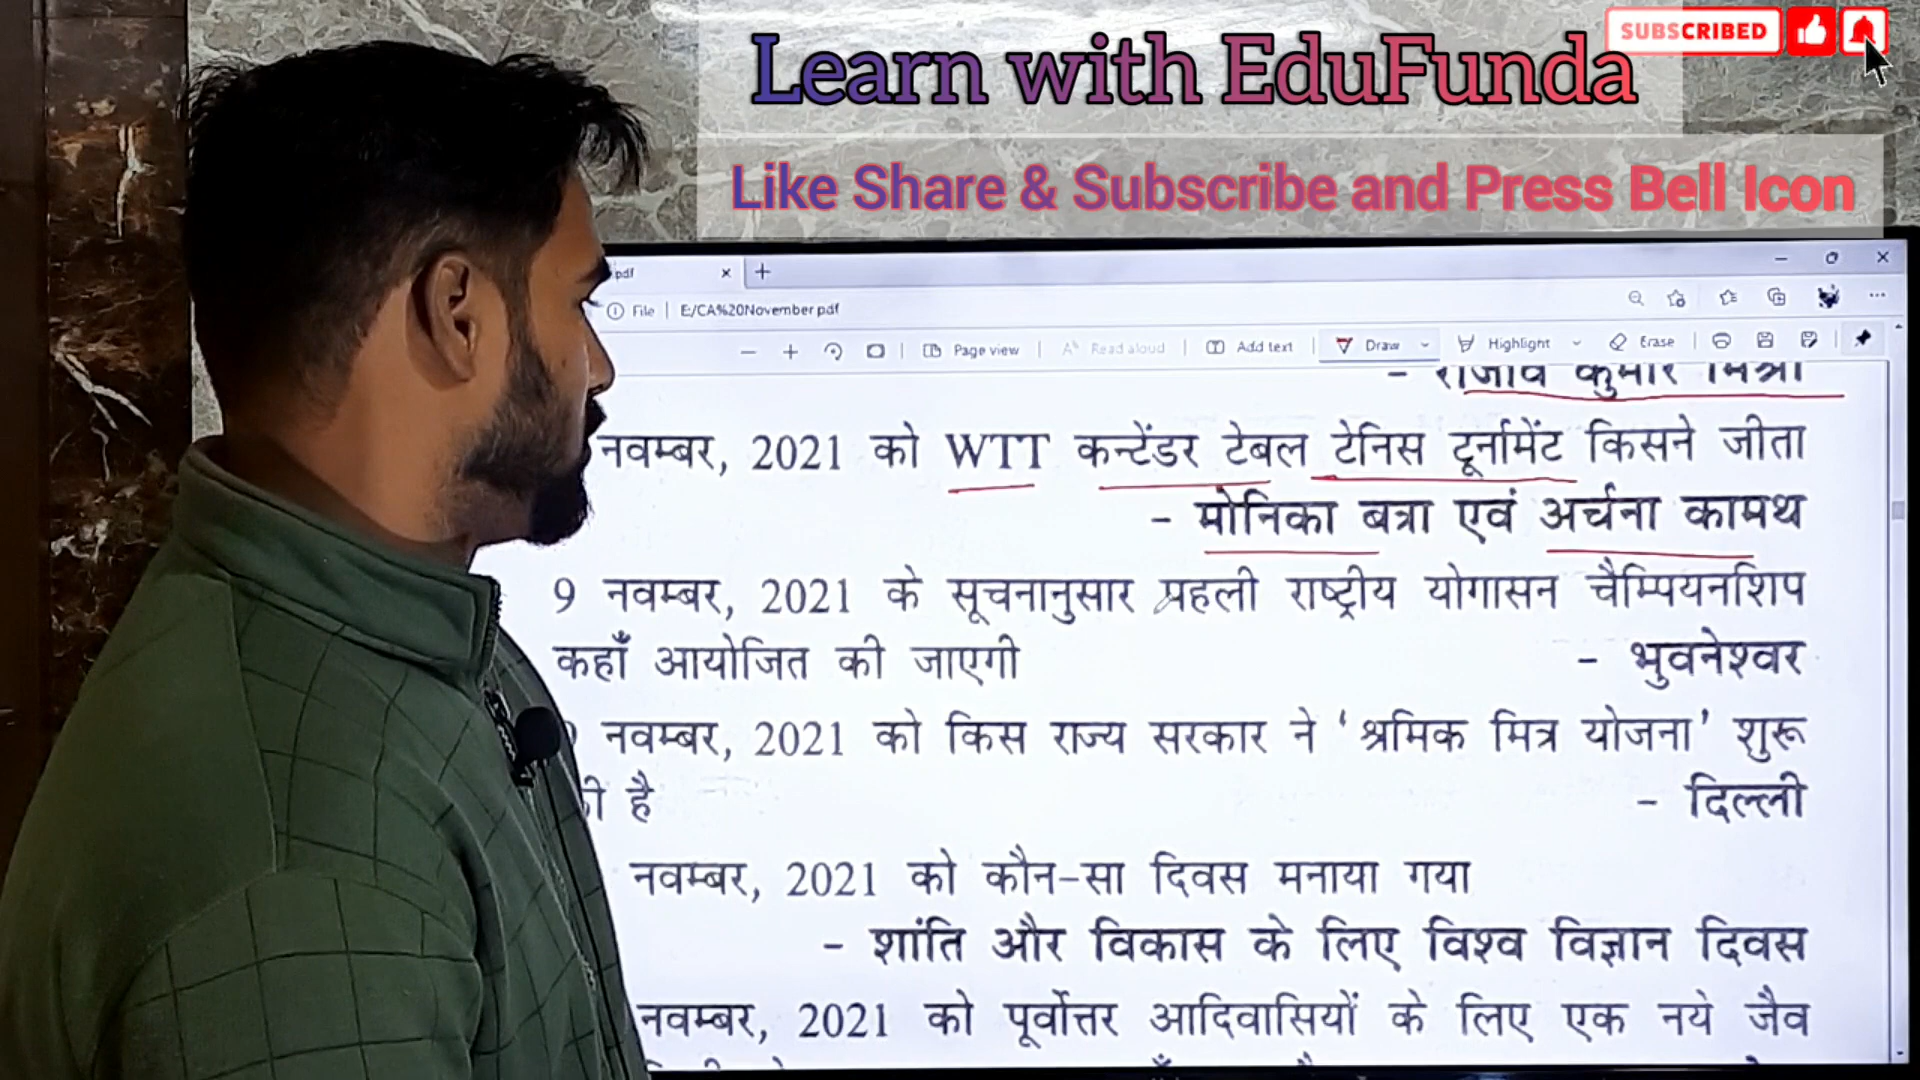 SUBSCRIBED
Learn with EduFunda
Like Share & Subscribe and Press Bell Icon
pdf
File | E:/CA%20November.pdf
Page view | Read aloud | Add text | Draw Highlight Erase
- राजीव कुमार मिश्रा
नवम्बर, 2021 को WTT कन्टेंडर टेबल टेनिस टूर्नामेंट किसने जीता
- मोनिका बत्रा एवं अर्चना कामथ
9 नवम्बर, 2021 के सूचनानुसार पहली राष्ट्रीय योगासन चैम्पियनशिप
कहाँ आयोजित की जाएगी - भुवनेश्वर
नवम्बर, 2021 को किस राज्य सरकार ने ‘श्रमिक मित्र योजना’ शुरू
है - दिल्ली
नवम्बर, 2021 को कौन-सा दिवस मनाया गया
- शांति और विकास के लिए विश्व विज्ञान दिवस
नवम्बर, 2021 को पूर्वोत्तर आदिवासियों के लिए एक नये जैव